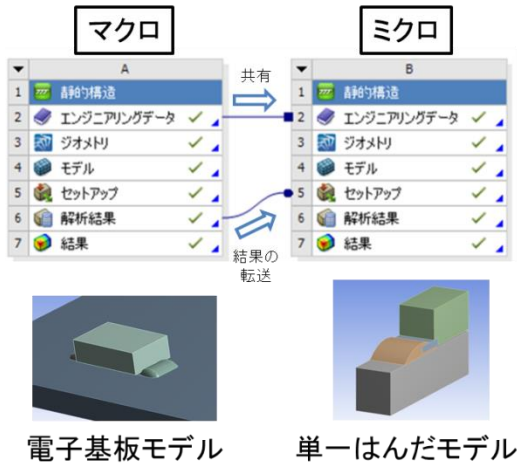 マクロ
ミクロ
A
1 静的構造
2 エンジニアリングデータ
3 ジオメトリ
4 モデル
5 セットアップ
6 解析結果
7 結果
共有
結果の
転送
B
1 静的構造
2 エンジニアリングデータ
3 ジオメトリ
4 モデル
5 セットアップ
6 解析結果
7 結果
電子基板モデル
単一はんだモデル